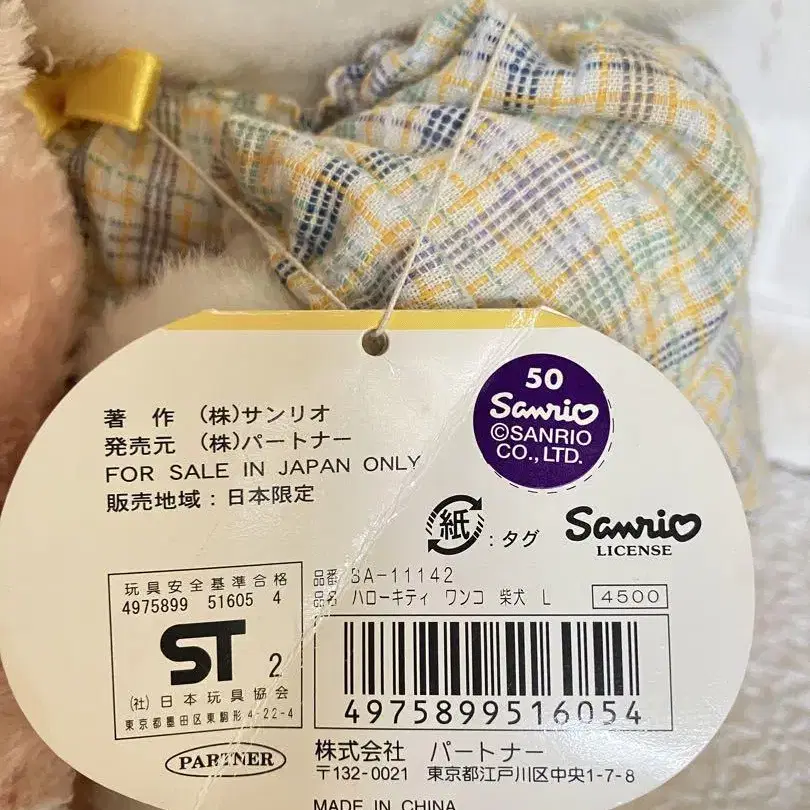 著作 (株)サンリオ
発売元 (株)パートナー
FOR SALE IN JAPAN ONLY
販売地域：日本限定
50
Sanrio
©SANRIO
CO., LTD.
紙：タグ
Sanrio
LICENSE
玩具安全基準合格
4975899 51605 4
ST 2
(社)日本玩具協会
東京都墨田区東駒形4-22-4
品番 SA-11142
品名 ハローキティ ワンコ 柴犬 L
4500
4975899516054
PARTNER
株式会社 パートナー
〒132-0021 東京都江戸川区中央1-7-8
MADE IN CHINA